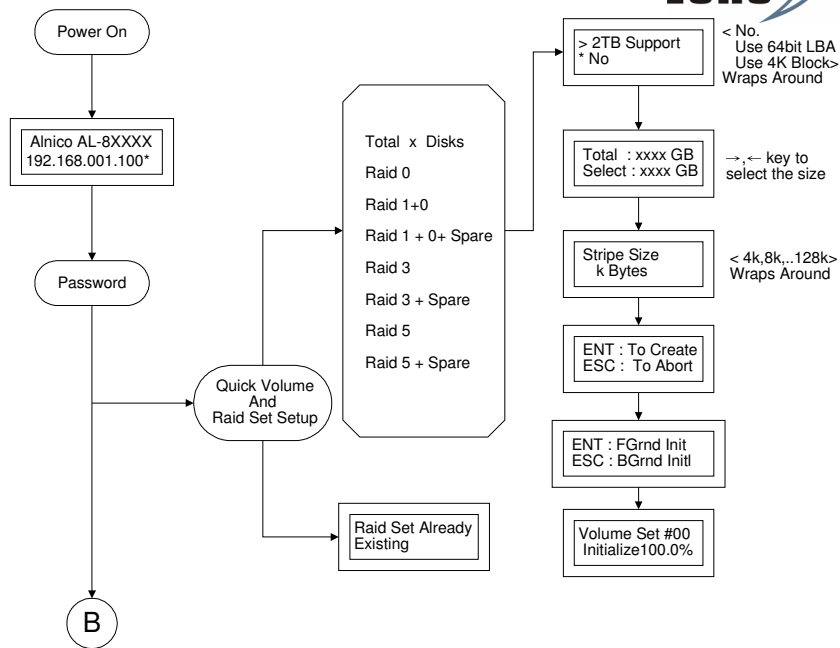 Power On
Alnico AL-8XXXX
192.168.001.100*
Password
Quick Volume
And
Raid Set Setup
Total x Disks
Raid 0
Raid 1+0
Raid 1 + 0+ Spare
Raid 3
Raid 3 + Spare
Raid 5
Raid 5 + Spare
Raid Set Already
Existing
> 2TB Support
* No
< No.
Use 64bit LBA
Use 4K Block>
Wraps Around
Total : xxxx GB
Select : xxxx GB
→,← key to
select the size
Stripe Size
k Bytes
< 4k,8k,..128k>
Wraps Around
ENT : To Create
ESC : To Abort
ENT : FGrnd Init
ESC : BGrnd Initl
Volume Set #00
Initialize100.0%
B